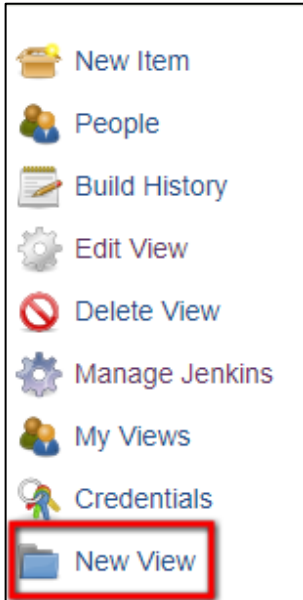 New Item
People
Build History
Edit View
Delete View
Manage Jenkins
My Views
Credentials
New View